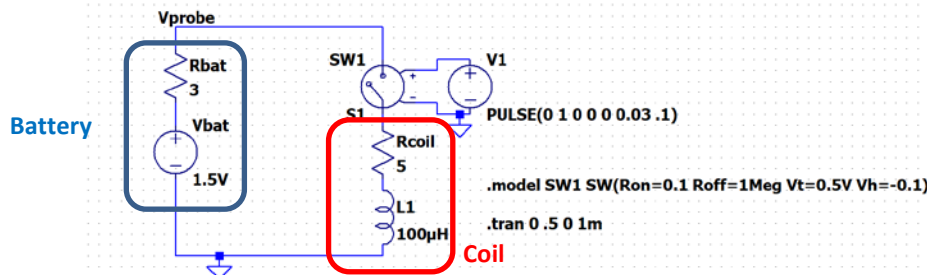 Vprobe
Rbat
3
Battery
Vbat
+
−
1.5V
SW1
+
−
S1
V1
+
−
PULSE(0 1 0 0 0 0.03 .1)
Rcoil
5
L1
100µH
Coil
.model SW1 SW(Ron=0.1 Roff=1Meg Vt=0.5V Vh=-0.1)
.tran 0 .5 0 1m